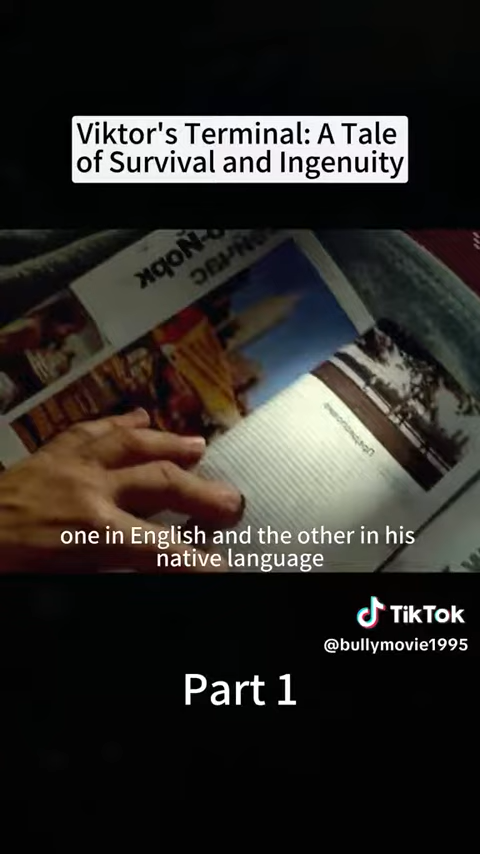 Viktor's Terminal: A Tale
of Survival and Ingenuity
one in English and the other in his
native language
TikTok
@bullymovie1995
Part 1